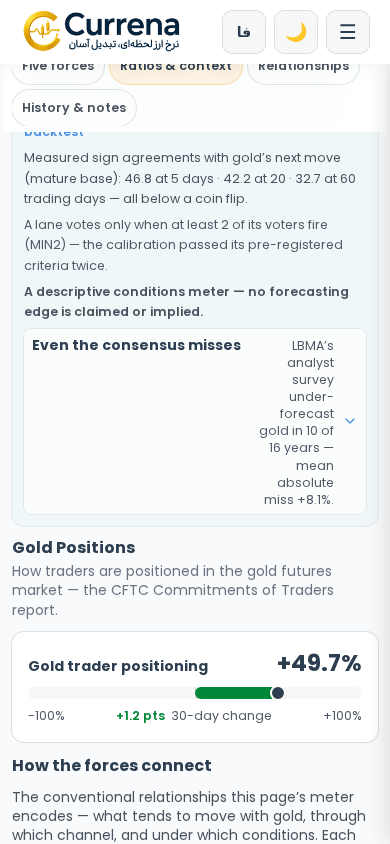 Currena
نرخ ارز لحظه‌ای، تبدیل آسان
فا
Five forces
Ratios & context
Relationships
History & notes
backtest
Measured sign agreements with gold’s next move
(mature base): 46.8 at 5 days · 42.2 at 20 · 32.7 at 60
trading days — all below a coin flip.
A lane votes only when at least 2 of its voters fire
(MIN2) — the calibration passed its pre-registered
criteria twice.
A descriptive conditions meter — no forecasting
edge is claimed or implied.
Even the consensus misses
LBMA’s
analyst
survey
under-
forecast
gold in 10 of
16 years —
mean
absolute
miss +8.1%.
Gold Positions
How traders are positioned in the gold futures
market — the CFTC Commitments of Traders
report.
Gold trader positioning +49.7%
-100% +1.2 pts 30-day change +100%
How the forces connect
The conventional relationships this page’s meter
encodes — what tends to move with gold, through
which channel, and under which conditions. Each